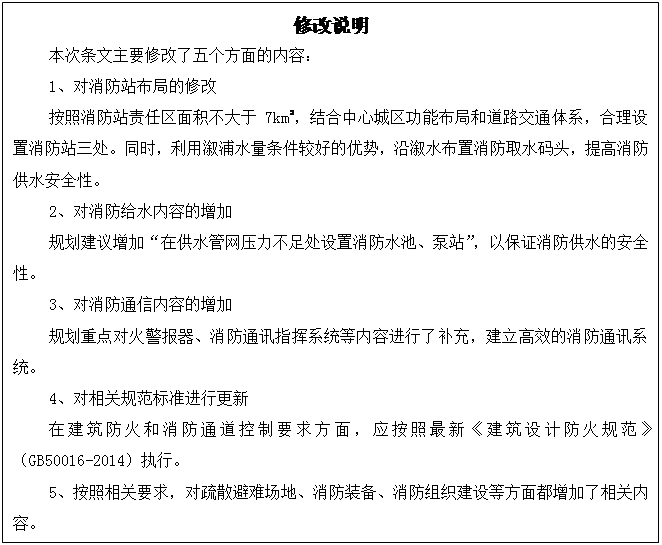 修改说明
本次条文主要修改了五个方面的内容：
1、对消防站布局的修改
按照消防站责任区面积不大于 7km²，结合中心城区功能布局和道路交通体系，合理设
置消防站三处。同时，利用溆浦水量条件较好的优势，沿溆水布置消防取水码头，提高消防
供水安全性。
2、对消防给水内容的增加
规划建议增加“在供水管网压力不足处设置消防水池、泵站”，以保证消防供水的安全
性。
3、对消防通信内容的增加
规划重点对火警报器、消防通讯指挥系统等内容进行了补充，建立高效的消防通讯系
统。
4、对相关规范标准进行更新
在建筑防火和消防通道控制要求方面，应按照最新《建筑设计防火规范》
（GB50016-2014）执行。
5、按照相关要求，对疏散避难场地、消防装备、消防组织建设等方面都增加了相关内
容。